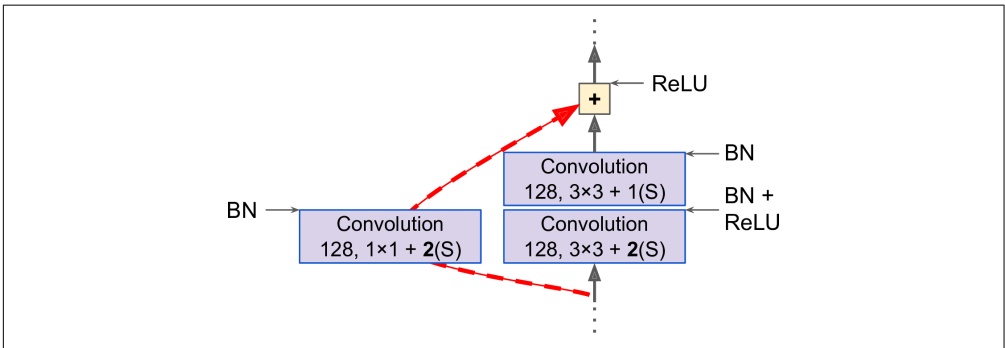 +
ReLU
Convolution
128, 3×3 + 1(S)
BN
BN
Convolution
128, 1×1 + 2(S)
Convolution
128, 3×3 + 2(S)
BN +
ReLU